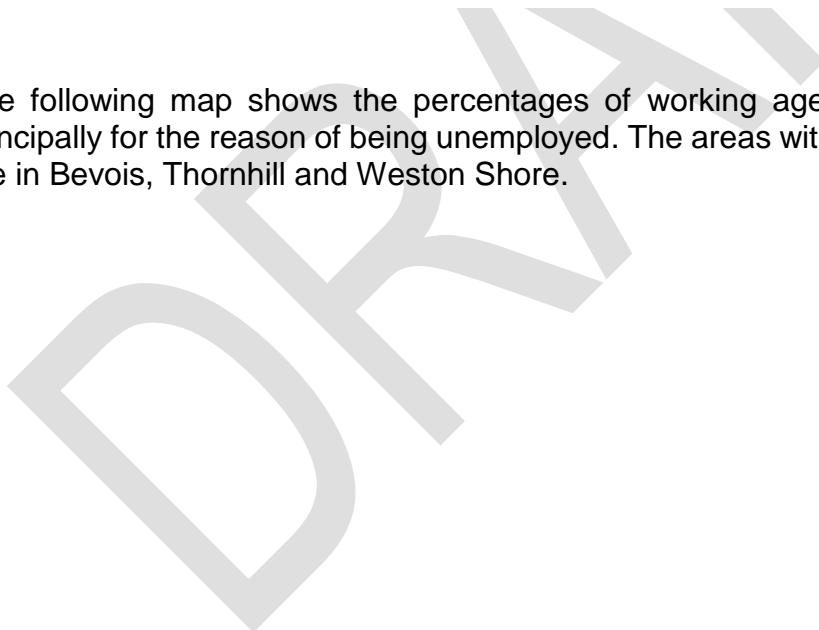 e following map shows the percentages of working age
ncipally for the reason of being unemployed. The areas wit
e in Bevois, Thornhill and Weston Shore.
DRA